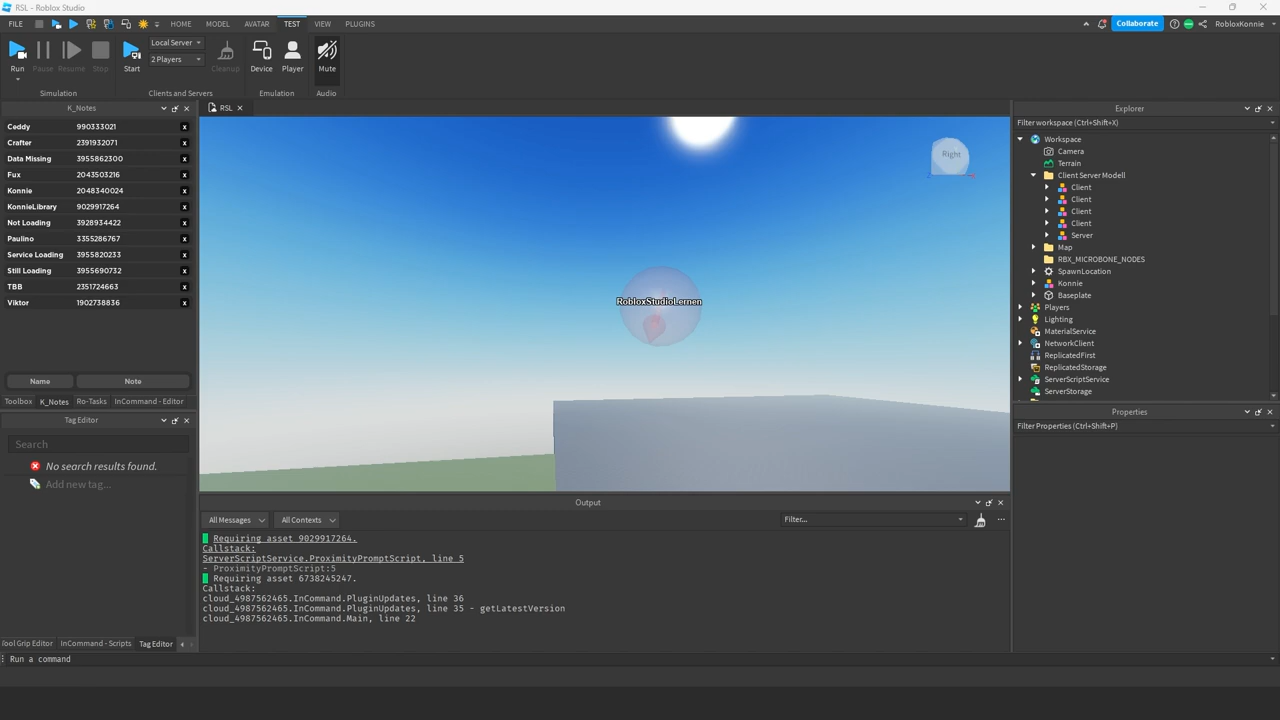 RSL - Roblox Studio
FILE HOME MODEL AVATAR TEST VIEW PLUGINS Collaborate RobloxKonnie
Run Pause Resume Stop Start Local Server 2 Players Cleanup Device Player Mute
Simulation Clients and Servers Emulation Audio
K_Notes
Ceddy 990333021 x
Crafter 2391932071 x
Data Missing 3955862300 x
Fux 2043503216 x
Konnie 2048340024 x
KonnieLibrary 9029917264 x
Not Loading 3928934422 x
Paulino 3355286767 x
Service Loading 3955820233 x
Still Loading 3955690732 x
TBB 2351724663 x
Viktor 1902738836 x
Name Note
Toolbox K_Notes Ro-Tasks InCommand - Editor
Tag Editor
Search
No search results found.
Add new tag...
Tool Grip Editor InCommand - Scripts Tag Editor
RSL
Right
RobloxStudioLernen
Output
All Messages All Contexts Filter... ...
Requiring asset 9029917264.
Callstack:
ServerScriptService.ProximityPromptScript, line 5
- ProximityPromptScript:5
Requiring asset 6738245247.
Callstack:
cloud_4987562465.InCommand.PluginUpdates, line 36
cloud_4987562465.InCommand.PluginUpdates, line 35 - getLatestVersion
cloud_4987562465.InCommand.Main, line 22
Explorer
Filter workspace (Ctrl+Shift+X)
Workspace
Camera
Terrain
Client Server Modell
Client
Client
Client
Client
Server
Map
RBX_MICROBONE_NODES
SpawnLocation
Konnie
Baseplate
Players
Lighting
MaterialService
NetworkClient
ReplicatedFirst
ReplicatedStorage
ServerScriptService
ServerStorage
Properties
Filter Properties (Ctrl+Shift+P)
Run a command